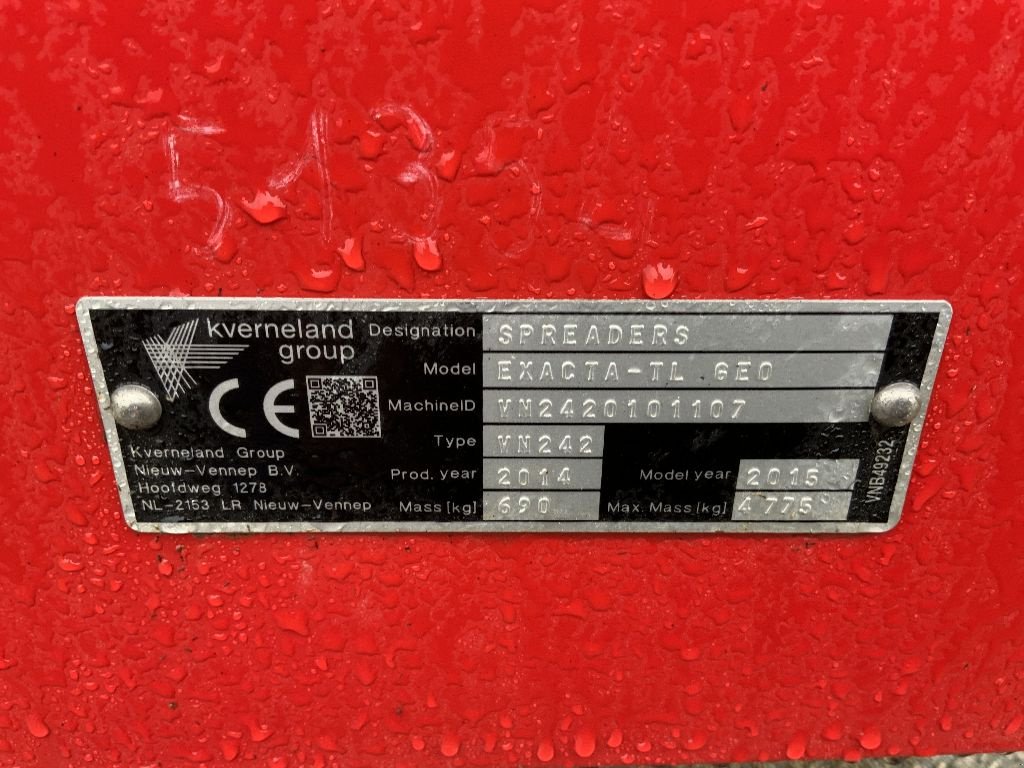 51354
kverneland
group
CE
Designation SPREADERS
Model EXACTA-TL GEO
MachineID VN2420101107
Type VN242
Prod. year 2014 Model year 2015
Mass [kg] 690 Max. Mass [kg] 4775
Kverneland Group
Nieuw-Vennep B.V.
Hoofdweg 1278
NL-2153 LR Nieuw-Vennep
VNB49232